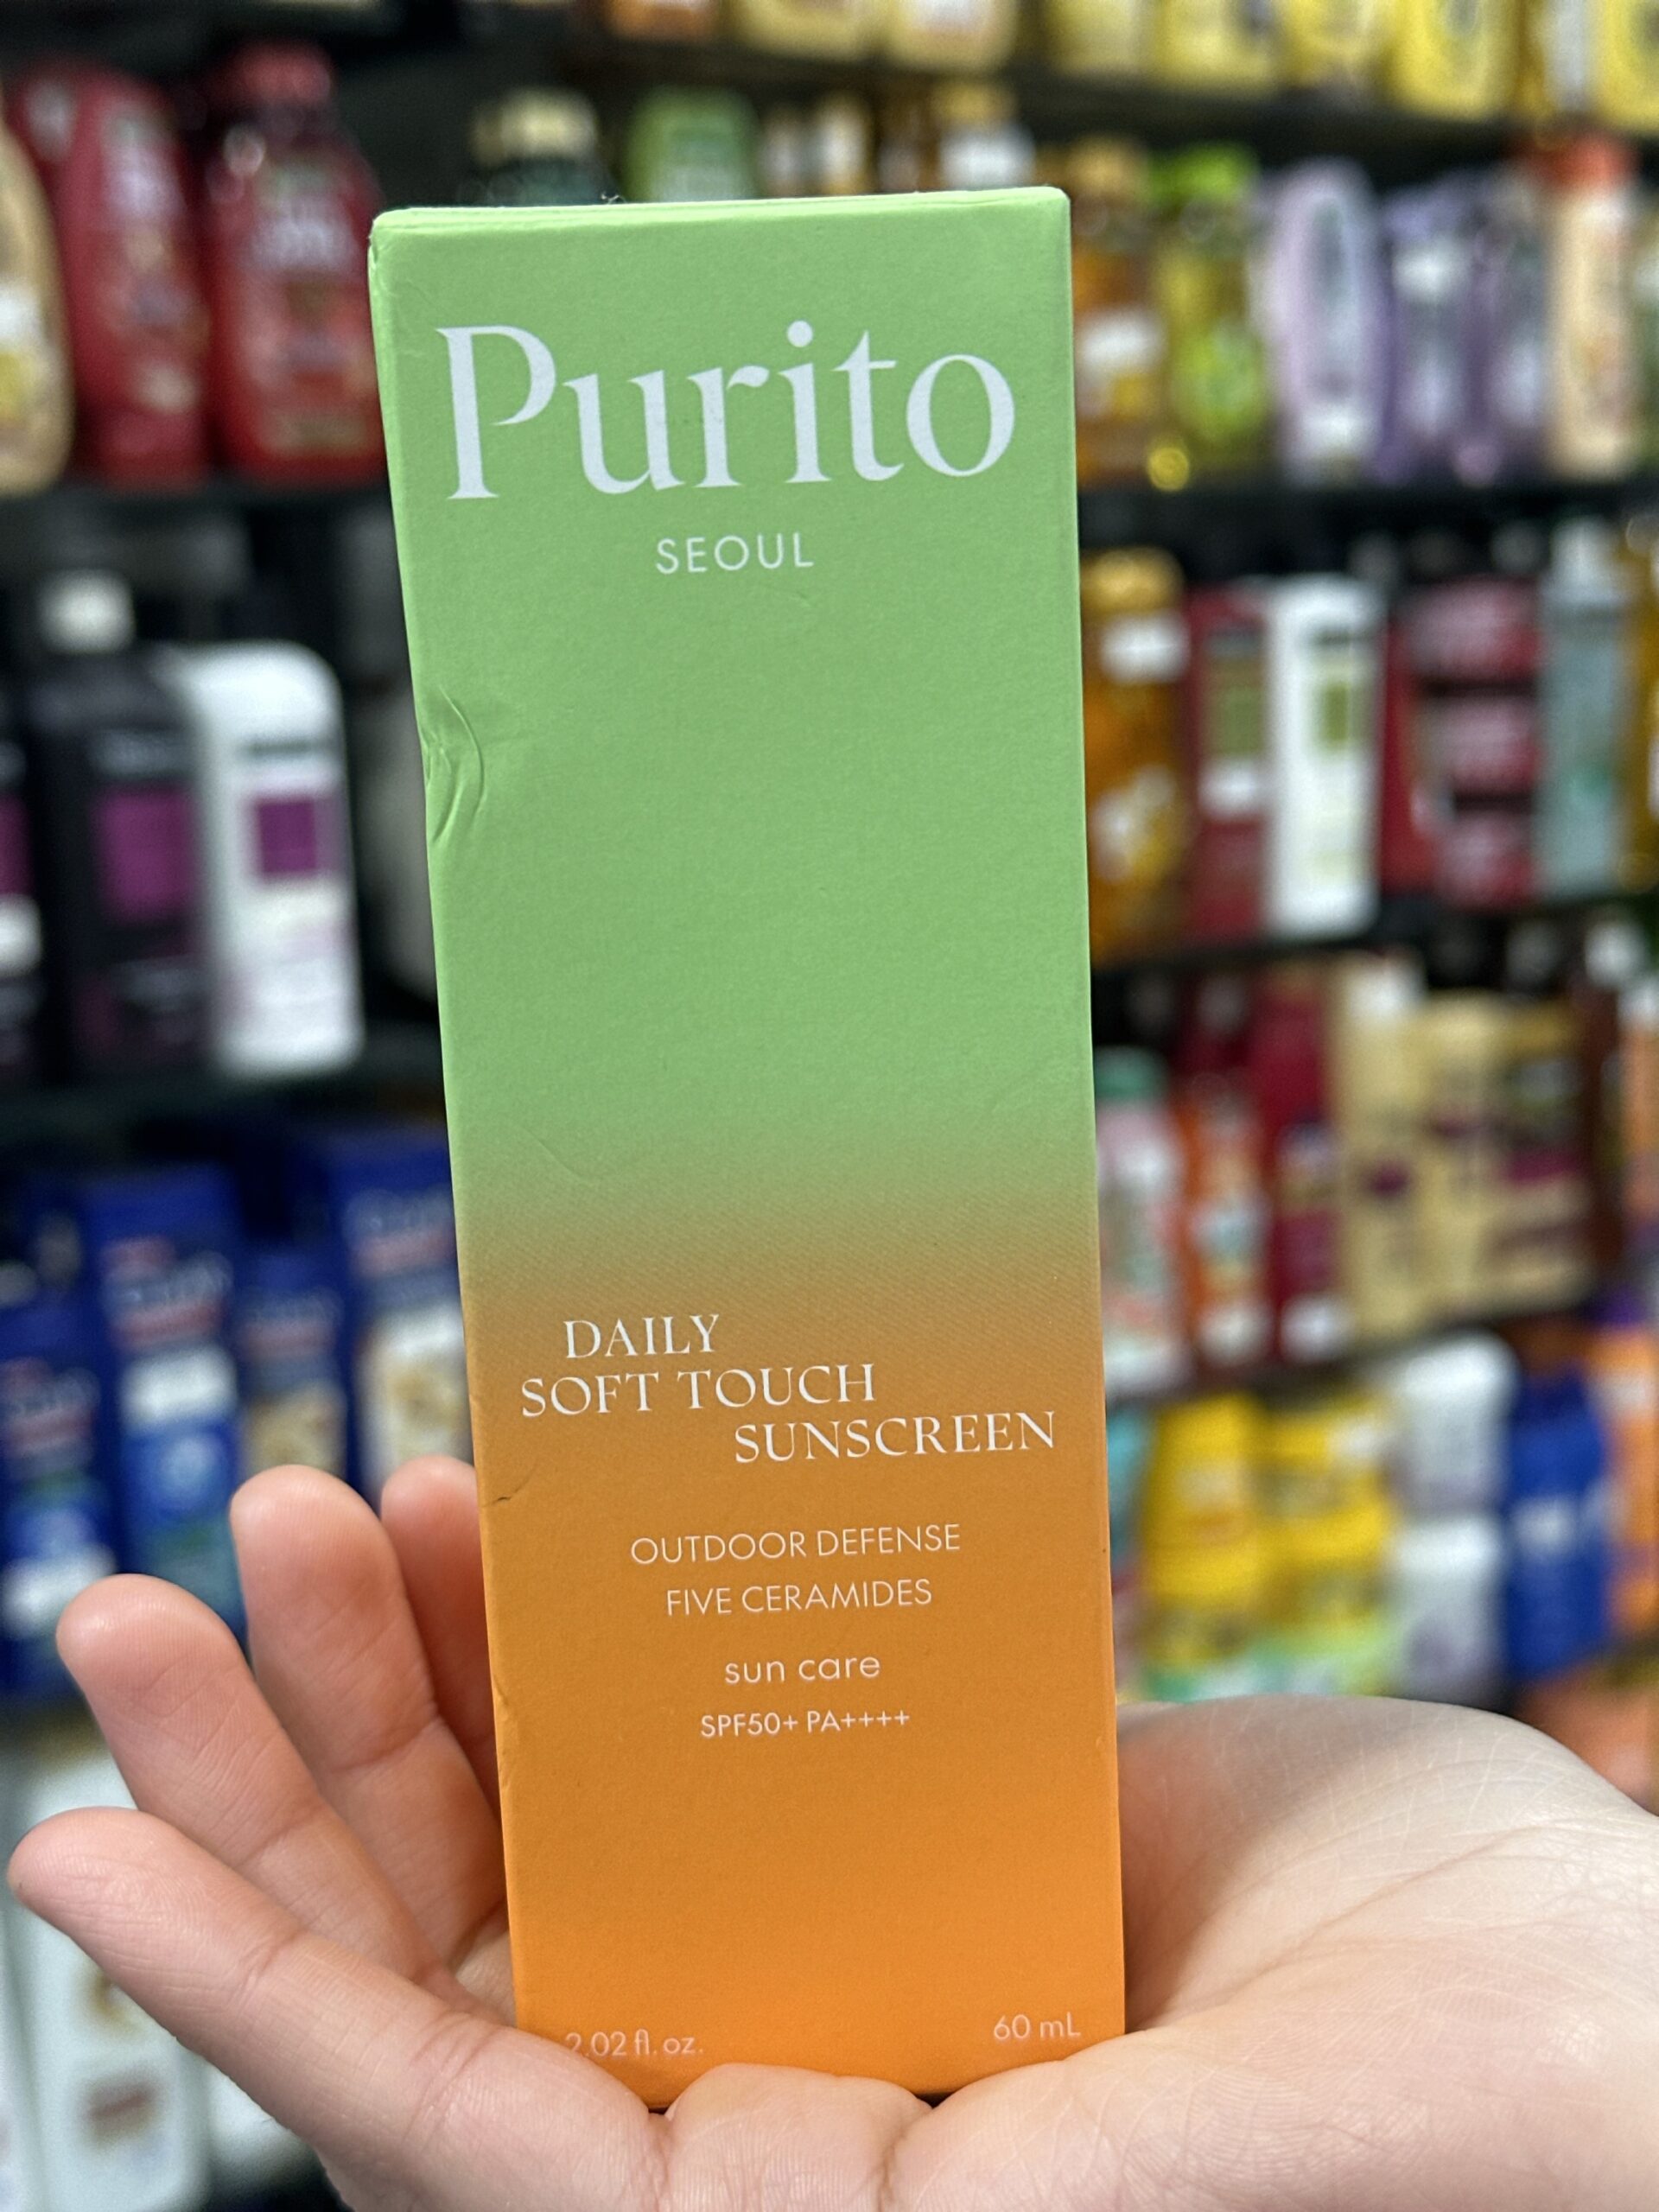 Purito
SEOUL
DAILY
SOFT TOUCH
SUNSCREEN
OUTDOOR DEFENSE
FIVE CERAMIDES
sun care
SPF50+ PA++++
2.02 fl. oz.
60 mL